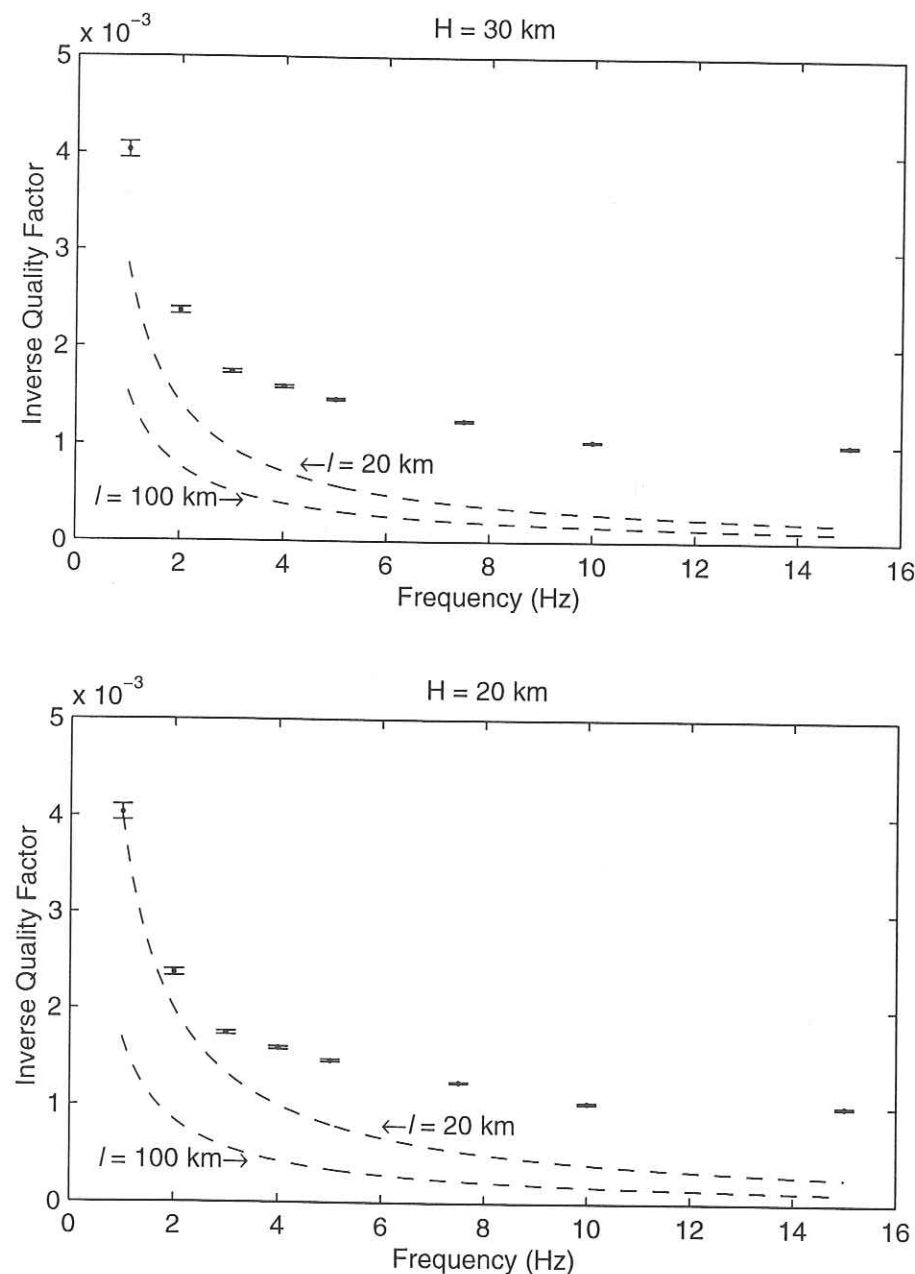 x 10⁻³
H = 30 km
5
4
3
2
1
0
Inverse Quality Factor
←l = 20 km
l = 100 km→
0 2 4 6 8 10 12 14 16
Frequency (Hz)
x 10⁻³
H = 20 km
5
4
3
2
1
0
Inverse Quality Factor
←l = 20 km
l = 100 km→
0 2 4 6 8 10 12 14 16
Frequency (Hz)